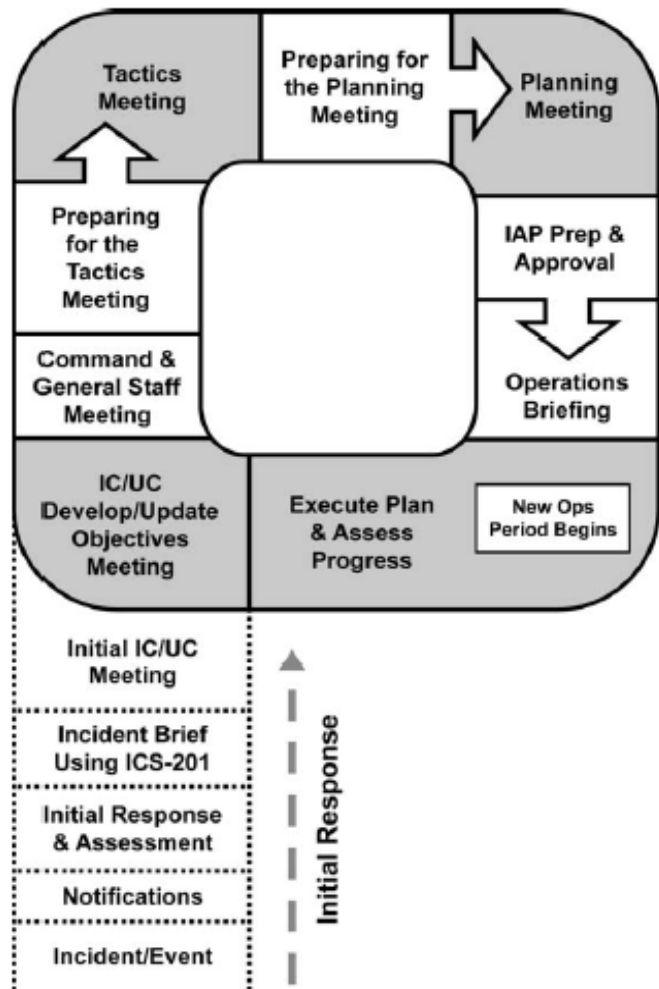 Tactics
Meeting
Preparing for
the Planning
Meeting
Planning
Meeting
Preparing
for the
Tactics
Meeting
IAP Prep &
Approval
Command &
General Staff
Meeting
Operations
Briefing
IC/UC
Develop/Update
Objectives
Meeting
Execute Plan
& Assess
Progress
New Ops
Period Begins
Initial IC/UC
Meeting
Incident Brief
Using ICS-201
Initial Response
& Assessment
Notifications
Incident/Event
Initial Response